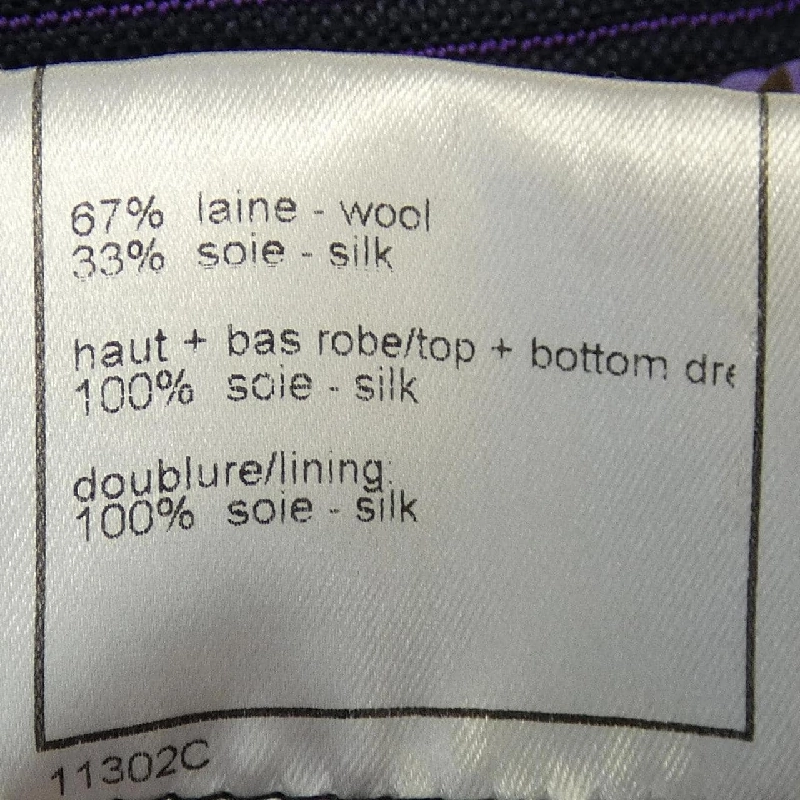 67% laine - wool
33% soie - silk
haut + bas robe/top + bottom dre
100% soie - silk
doublure/lining:
100% soie - silk
11302C